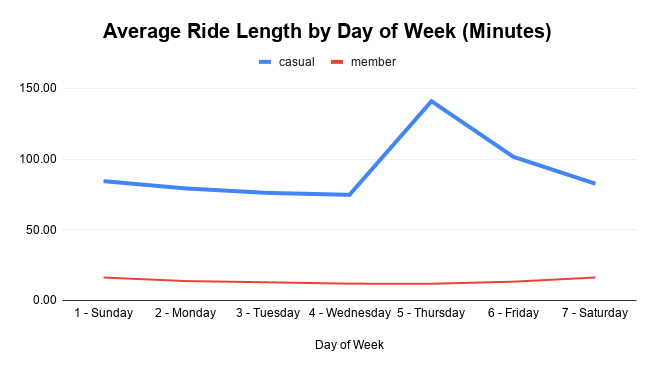 Average Ride Length by Day of Week (Minutes)
casual member
150.00
100.00
50.00
0.00
1 - Sunday 2 - Monday 3 - Tuesday 4 - Wednesday 5 - Thursday 6 - Friday 7 - Saturday
Day of Week